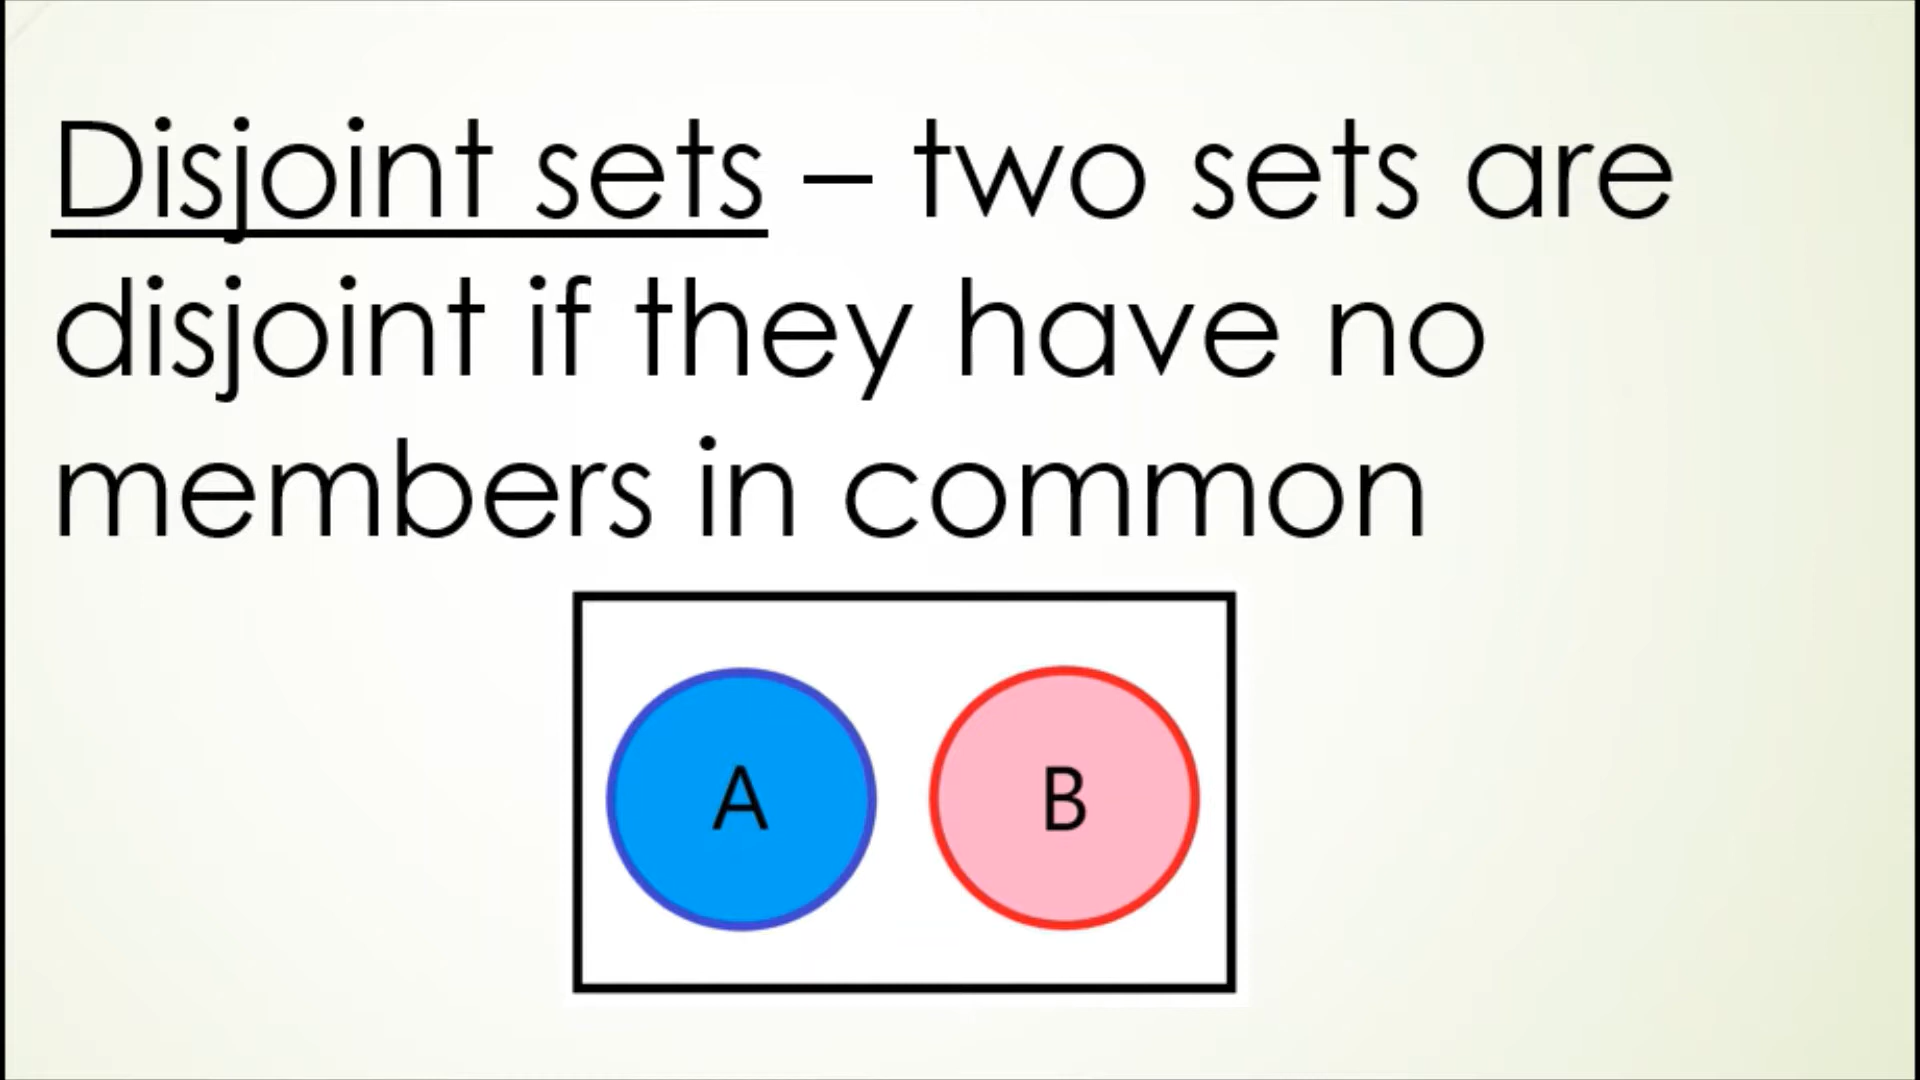 Disjoint sets – two sets are
disjoint if they have no
members in common
A B